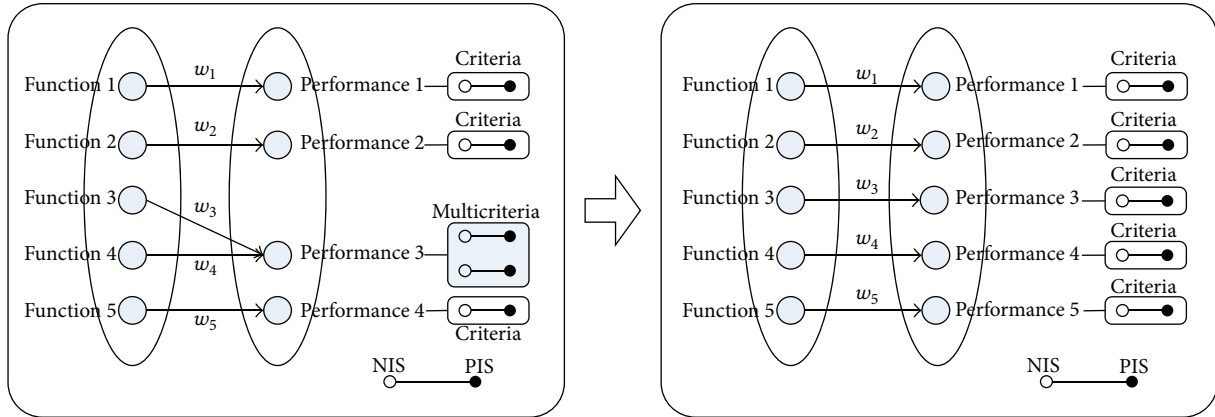 Criteria
Function 1 w1 Performance 1
Criteria
Function 2 w2 Performance 2
Function 3 w3
Multicriteria
Function 4 w4 Performance 3
Function 5 w5 Performance 4
Criteria
NIS PIS
Criteria
Function 1 w1 Performance 1
Criteria
Function 2 w2 Performance 2
Criteria
Function 3 w3 Performance 3
Criteria
Function 4 w4 Performance 4
Criteria
Function 5 w5 Performance 5
NIS PIS